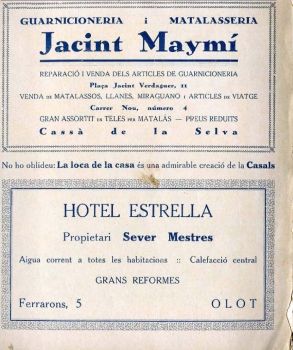 GUARNICIONERIA i MATALASSERIA
Jacint Maymí
REPARACIÓ I VENDA DELS ARTICLES DE GUARNICIONERIA
Plaça Jacint Verdaguer, 11
VENDA DE MATALASSOS, LLANES, MIRAGUANO I ARTICLES DE VIATGE
Carrer Nou, número 4
GRAN ASSORTIT DE TELES PER MATALÀS — PREUS REDUITS
Cassà de la Selva
No ho oblideu: La loca de la casa és una admirable creació de la Casals
HOTEL ESTRELLA
Propietari Sever Mestres
Aigua corrent a totes les habitacions :: Calefacció central
GRANS REFORMES
Ferrarons, 5 OLOT